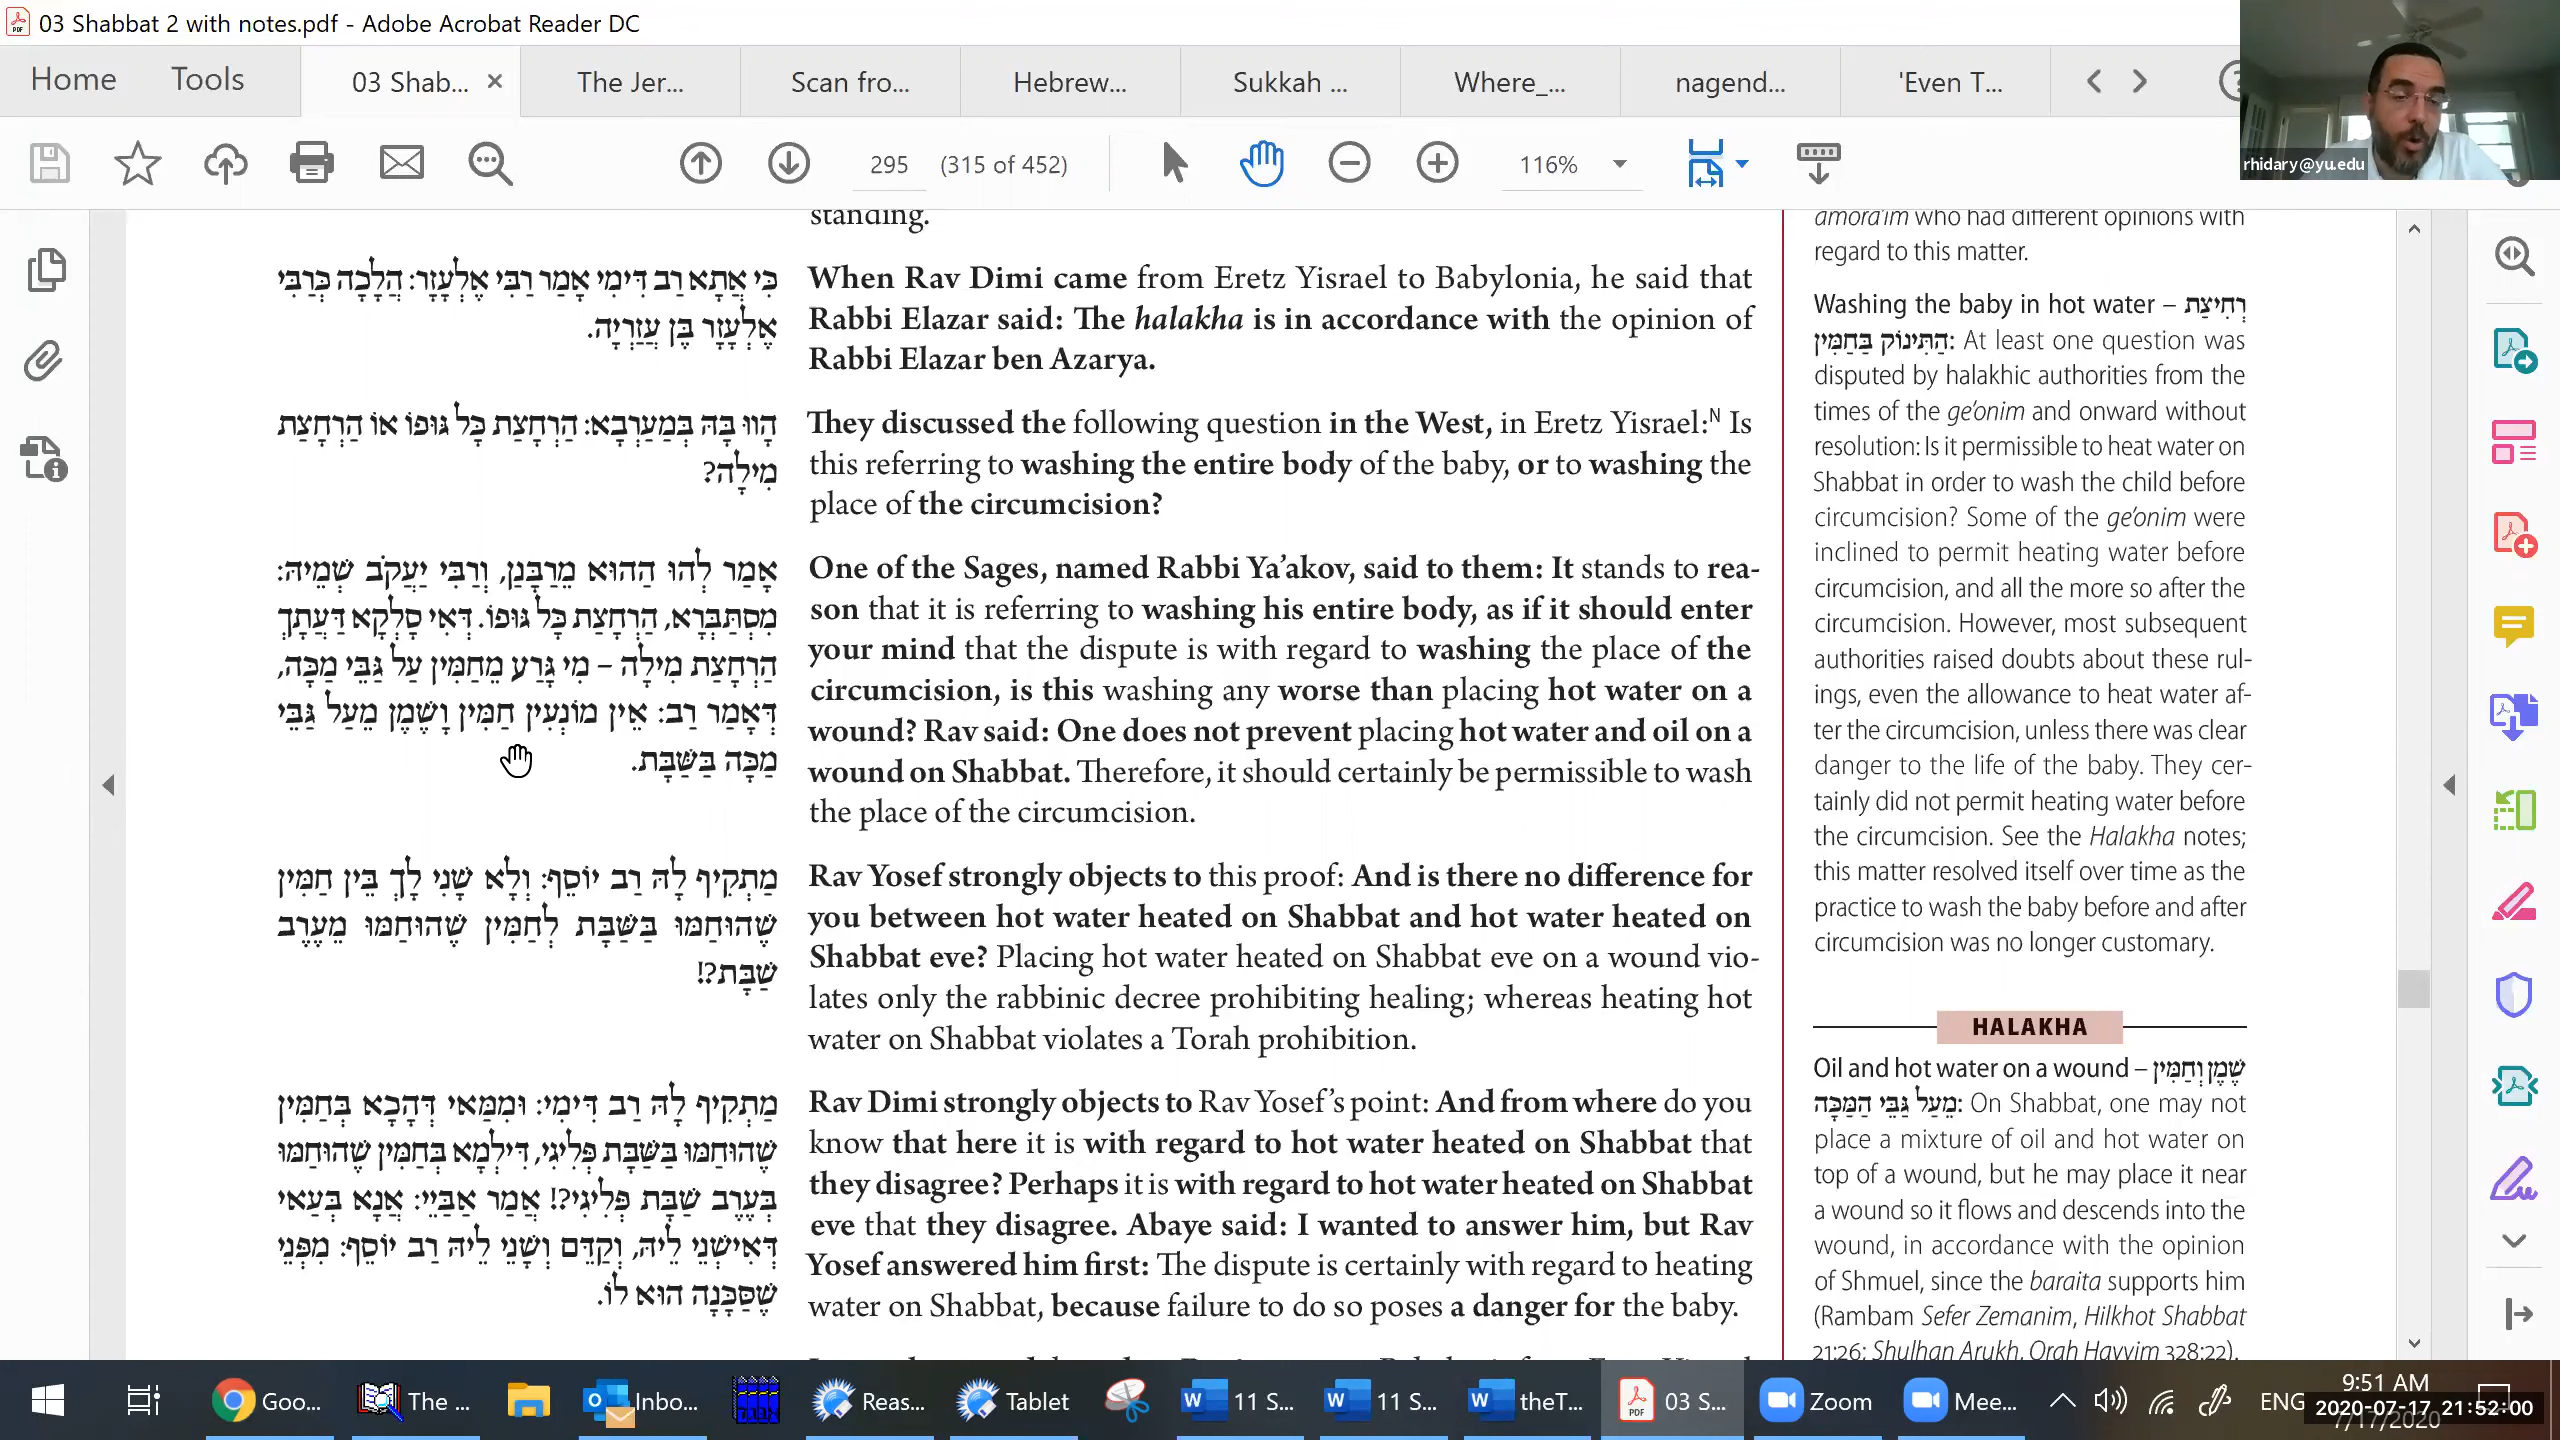 03 Shabbat 2 with notes.pdf - Adobe Acrobat Reader DC
Home
Tools
03 Shab...
The Jer...
Scan fro...
Hebrew...
Sukkah ...
Where_...
nagend...
'Even T...
295
(315 of 452)
116%
rhidary@yu.edu
כִּי אֲתָא רַב דִּימִי אָמַר רַבִּי אֶלְעָזָר: הֲלָכָה כְּרַבִּי
אֶלְעָזָר בֶּן עֲזַרְיָה.
הָווּ בַּהּ בְּמַעְרְבָא: הַרְחָצַת כָּל גּוּפוֹ אוֹ הַרְחָצַת
מִילָה?
אָמַר לְהוּ הַהוּא מֵרַבָּנַן, וְרַבִּי יַעֲקֹב שְׁמֵיהּ:
מִסְתַּבְּרָא, הַרְחָצַת כָּל גּוּפוֹ. דְּאִי סָלְקָא דַּעֲתָךְ
הַרְחָצַת מִילָה – מִי גָּרַע מֵחַמִּין עַל גַּבֵּי מַכָּה,
דְּאָמַר רַב: אֵין מוֹנְעִין חַמִּין וָשֶׁמֶן מֵעַל גַּבֵּי
מַכָּה בַּשַּׁבָּת.
מַתְקִיף לָהּ רַב יוֹסֵף: וְלָא שָׁנֵי לָךְ בֵּין חַמִּין
שֶׁהוּחַמּוּ בַּשַּׁבָּת לְחַמִּין שֶׁהוּחַמּוּ מֵעֶרֶב
שַׁבָּת?!
מַתְקִיף לָהּ רַב דִּימִי: וּמִמַּאי דְּהָכָא בְּחַמִּין
שֶׁהוּחַמּוּ בַּשַּׁבָּת פְּלִיגִי, דִּילְמָא בְּחַמִּין שֶׁהוּחַמּוּ
בְּעֶרֶב שַׁבָּת פְּלִיגִי?! אֲמַר אַבַּיֵי: אֲנָא בְּעַאי
דְּאִישַׁנֵּי לֵיהּ, וְקָדֵם וְשַׁנֵּי לֵיהּ רַב יוֹסֵף: מִפְּנֵי
שֶׁסַּכָּנָה הוּא לוֹ.
standing.
When Rav Dimi came from Eretz Yisrael to Babylonia, he said that
Rabbi Elazar said: The halakha is in accordance with the opinion of
Rabbi Elazar ben Azarya.
They discussed the following question in the West, in Eretz Yisrael:N Is
this referring to washing the entire body of the baby, or to washing the
place of the circumcision?
One of the Sages, named Rabbi Ya'akov, said to them: It stands to rea-
son that it is referring to washing his entire body, as if it should enter
your mind that the dispute is with regard to washing the place of the
circumcision, is this washing any worse than placing hot water on a
wound? Rav said: One does not prevent placing hot water and oil on a
wound on Shabbat. Therefore, it should certainly be permissible to wash
the place of the circumcision.
Rav Yosef strongly objects to this proof: And is there no difference for
you between hot water heated on Shabbat and hot water heated on
Shabbat eve? Placing hot water heated on Shabbat eve on a wound vio-
lates only the rabbinic decree prohibiting healing; whereas heating hot
water on Shabbat violates a Torah prohibition.
Rav Dimi strongly objects to Rav Yosef's point: And from where do you
know that here it is with regard to hot water heated on Shabbat that
they disagree? Perhaps it is with regard to hot water heated on Shabbat
eve that they disagree. Abaye said: I wanted to answer him, but Rav
Yosef answered him first: The dispute is certainly with regard to heating
water on Shabbat, because failure to do so poses a danger for the baby.
amora'im who had different opinions with
regard to this matter.
Washing the baby in hot water – רְחִיצַת
הַתִּינוֹק בַּחַמִּין: At least one question was
disputed by halakhic authorities from the
times of the ge'onim and onward without
resolution: Is it permissible to heat water on
Shabbat in order to wash the child before
circumcision? Some of the ge'onim were
inclined to permit heating water before
circumcision, and all the more so after the
circumcision. However, most subsequent
authorities raised doubts about these rul-
ings, even the allowance to heat water af-
ter the circumcision, unless there was clear
danger to the life of the baby. They cer-
tainly did not permit heating water before
the circumcision. See the Halakha notes;
this matter resolved itself over time as the
practice to wash the baby before and after
circumcision was no longer customary.
HALAKHA
Oil and hot water on a wound – שֶׁמֶן וְחַמִּין
מֵעַל גַּבֵּי הַמַּכָּה: On Shabbat, one may not
place a mixture of oil and hot water on
top of a wound, but he may place it near
a wound so it flows and descends into the
wound, in accordance with the opinion
of Shmuel, since the baraita supports him
(Rambam Sefer Zemanim, Hilkhot Shabbat
21:26; Shulhan Arukh, Orah Hayyim 328:22).
Goo...
The ...
Inbo...
Reas...
Tablet
11 S...
11 S...
theT...
03 S...
Zoom
Mee...
ENG
9:51 AM
2020-07-17 21:52:00